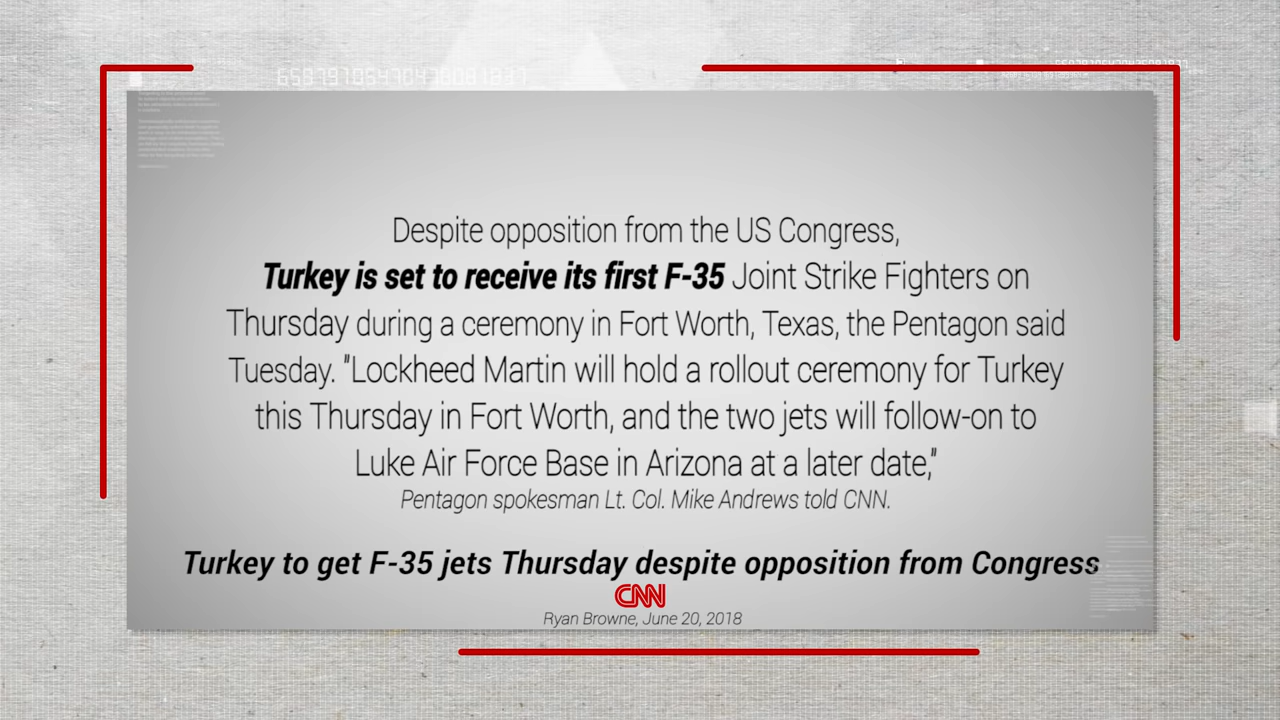 Despite opposition from the US Congress,
Turkey is set to receive its first F-35 Joint Strike Fighters on
Thursday during a ceremony in Fort Worth, Texas, the Pentagon said
Tuesday. "Lockheed Martin will hold a rollout ceremony for Turkey
this Thursday in Fort Worth, and the two jets will follow-on to
Luke Air Force Base in Arizona at a later date,"
Pentagon spokesman Lt. Col. Mike Andrews told CNN.
Turkey to get F-35 jets Thursday despite opposition from Congress
CNN
Ryan Browne, June 20, 2018